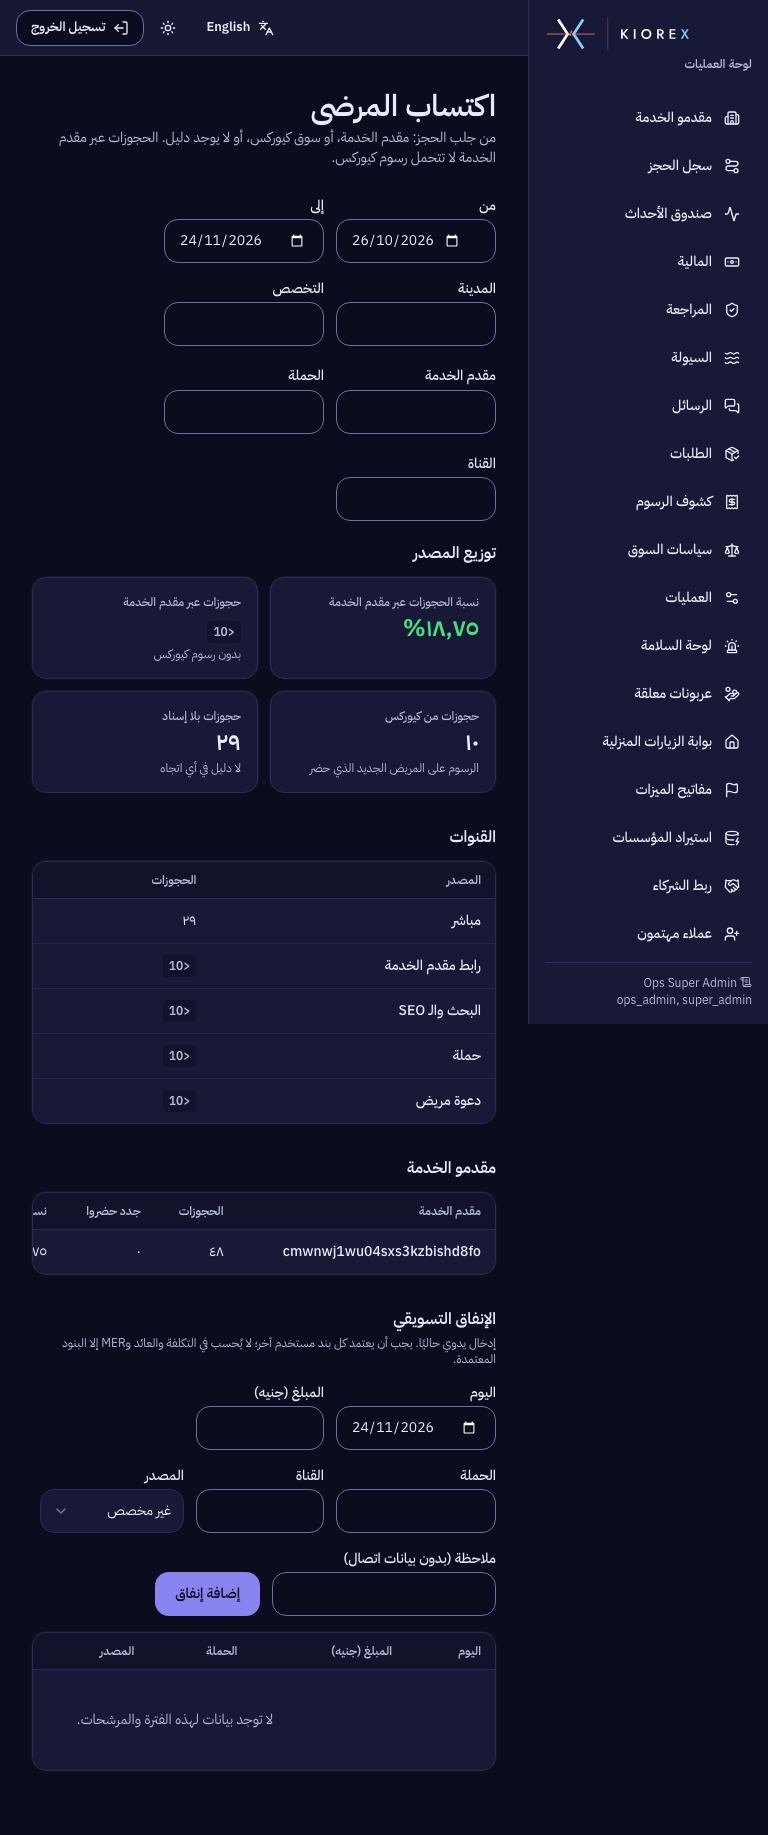 KIOREX
لوحة العمليات
مقدمو الخدمة
سجل الحجز
صندوق الأحداث
المالية
المراجعة
السيولة
الرسائل
الطلبات
كشوف الرسوم
سياسات السوق
العمليات
لوحة السلامة
عربونات معلقة
بوابة الزيارات المنزلية
مفاتيح الميزات
استيراد المؤسسات
ربط الشركاء
عملاء مهتمون
Ops Super Admin
ops_admin, super_admin
English
تسجيل الخروج
اكتساب المرضى
من جلب الحجز: مقدم الخدمة، أو سوق كيوركس، أو لا يوجد دليل. الحجوزات عبر مقدم
الخدمة لا تتحمل رسوم كيوركس.
من
إلى
26/10/2026
24/11/2026
المدينة
التخصص
مقدم الخدمة
الحملة
القناة
توزيع المصدر
نسبة الحجوزات عبر مقدم الخدمة
١٨,٧٥%
حجوزات عبر مقدم الخدمة
<10
بدون رسوم كيوركس
حجوزات من كيوركس
١٠
الرسوم على المريض الجديد الذي حضر
حجوزات بلا إسناد
٢٩
لا دليل في أي اتجاه
القنوات
المصدر
الحجوزات
مباشر
٢٩
رابط مقدم الخدمة
<10
البحث والـ SEO
<10
حملة
<10
دعوة مريض
<10
مقدمو الخدمة
مقدم الخدمة
الحجوزات
جدد حضروا
cmwnwj1wu04sxs3kzbishd8fo
٤٨
٠
الإنفاق التسويقي
إدخال يدوي حاليًا. يجب أن يعتمد كل بند مستخدم آخر؛ لا يُحسب في التكلفة والعائد وMER إلا البنود
المعتمدة.
اليوم
المبلغ (جنيه)
24/11/2026
الحملة
القناة
المصدر
غير مخصص
ملاحظة (بدون بيانات اتصال)
إضافة إنفاق
اليوم
المبلغ (جنيه)
الحملة
المصدر
لا توجد بيانات لهذه الفترة والمرشحات.